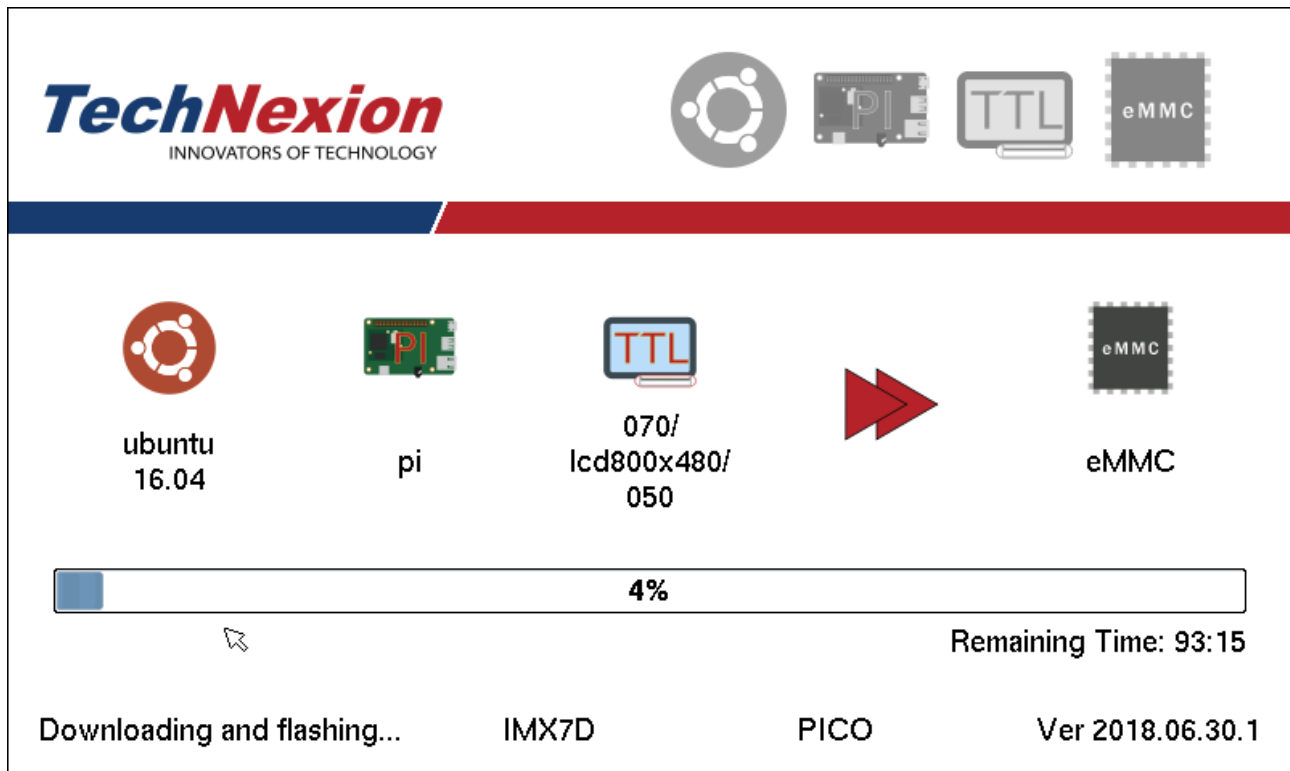 TechNexion
INNOVATORS OF TECHNOLOGY
PI
TTL
eMMC
PI
TTL
eMMC
ubuntu
16.04
pi
070/
lcd800x480/
050
eMMC
4%
Remaining Time: 93:15
Downloading and flashing... IMX7D PICO Ver 2018.06.30.1